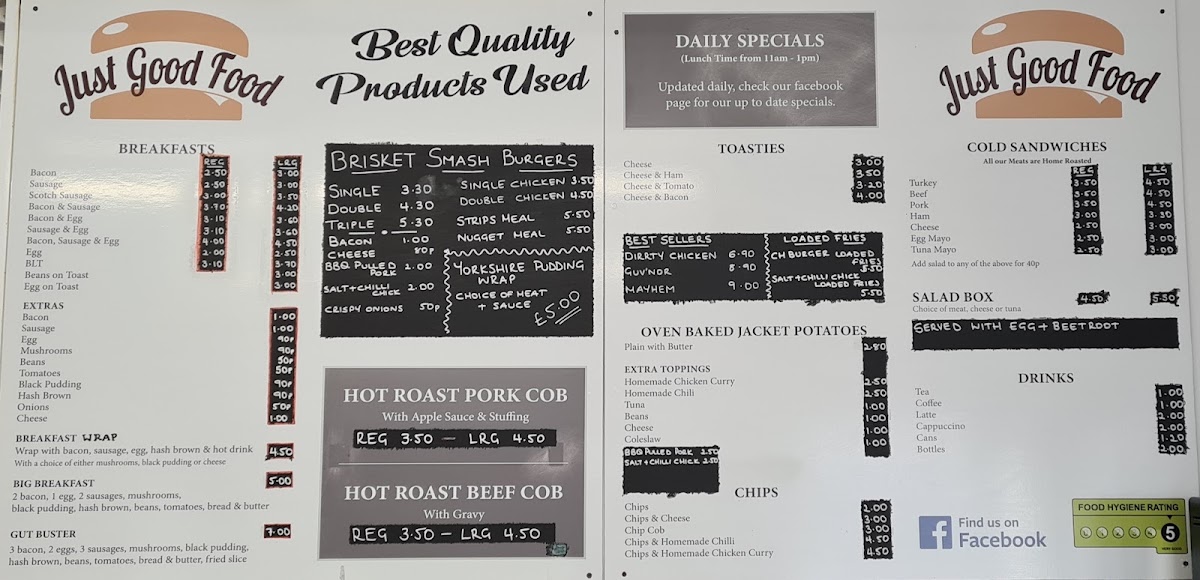 Just Good Food
BREAKFASTS
REG LRG
Bacon 2·50 3·00
Sausage 2·50 3·00
Scotch Sausage 3·00 3·50
Bacon & Sausage 3·70 4·20
Bacon & Egg 3·10 3·60
Sausage & Egg 3·10 3·60
Bacon, Sausage & Egg 4·00 4·50
Egg 2·00 2·50
BLT 3·10 3·70
Beans on Toast 3·00
Egg on Toast 3·00
EXTRAS
Bacon 1·00
Sausage 1·00
Egg 90p
Mushrooms 90p
Beans 50p
Tomatoes 50p
Black Pudding 90p
Hash Brown 90p
Onions 50p
Cheese 1·00
BREAKFAST WRAP
Wrap with bacon, sausage, egg, hash brown & hot drink 4·50
With a choice of either mushrooms, black pudding or cheese
BIG BREAKFAST 5·00
2 bacon, 1 egg, 2 sausages, mushrooms,
black pudding, hash brown, beans, tomatoes, bread & butter
GUT BUSTER 7·00
3 bacon, 2 eggs, 3 sausages, mushrooms, black pudding,
hash brown, beans, tomatoes, bread & butter, fried slice
Best Quality
Products Used
BRISKET SMASH BURGERS
SINGLE 3·30
DOUBLE 4·30
TRIPLE 5·30
BACON 1·00
CHEESE 50p
BBQ PULLED
PORK 2·00
SALT+CHILLI
CHICK 2·00
CRISPY ONIONS 50p
SINGLE CHICKEN 3·50
DOUBLE CHICKEN 4·50
STRIPS MEAL 5·50
NUGGET MEAL 5·50
YORKSHIRE PUDDING
WRAP
CHOICE OF MEAT
+ SAUCE
£5·00
HOT ROAST PORK COB
With Apple Sauce & Stuffing
REG 3·50 – LRG 4·50
HOT ROAST BEEF COB
With Gravy
REG 3·50 – LRG 4·50
DAILY SPECIALS
(Lunch Time from 11am - 1pm)
Updated daily, check our facebook
page for our up to date specials.
TOASTIES
Cheese 3·00
Cheese & Ham 3·50
Cheese & Tomato 3·20
Cheese & Bacon 4·00
BEST SELLERS
DIRRTY CHICKEN 6·90
GUV'NOR 5·90
MAYHEM 9·00
LOADED FRIES
CH BURGER LOADED
FRIES
5·50
SALT+CHILLI CHICK
LOADED FRIES
5·50
OVEN BAKED JACKET POTATOES
Plain with Butter 2·80
EXTRA TOPPINGS
Homemade Chicken Curry 2·50
Homemade Chili 2·50
Tuna 1·00
Beans 1·00
Cheese 1·00
Coleslaw 1·00
BBQ PULLED PORK 2·50
SALT+CHILLI CHICK 2·50
CHIPS
Chips 2·00
Chips & Cheese 3·00
Chip Cob 3·00
Chips & Homemade Chilli 4·50
Chips & Homemade Chicken Curry 4·50
Just Good Food
COLD SANDWICHES
All our Meats are Home Roasted
REG LRG
Turkey 3·50 4·50
Beef 3·50 4·50
Pork 3·50 4·50
Ham 3·00 3·50
Cheese 2·50 3·00
Egg Mayo 2·50 3·00
Tuna Mayo 2·50 3·00
Add salad to any of the above for 40p
SALAD BOX 4·50 5·50
Choice of meat, cheese or tuna
SERVED WITH EGG + BEETROOT
DRINKS
Tea 1·00
Coffee 1·00
Latte 2·00
Cappuccino 2·00
Cans 1·20
Bottles 2·00
f Find us on
Facebook
FOOD HYGIENE RATING
5
VERY GOOD